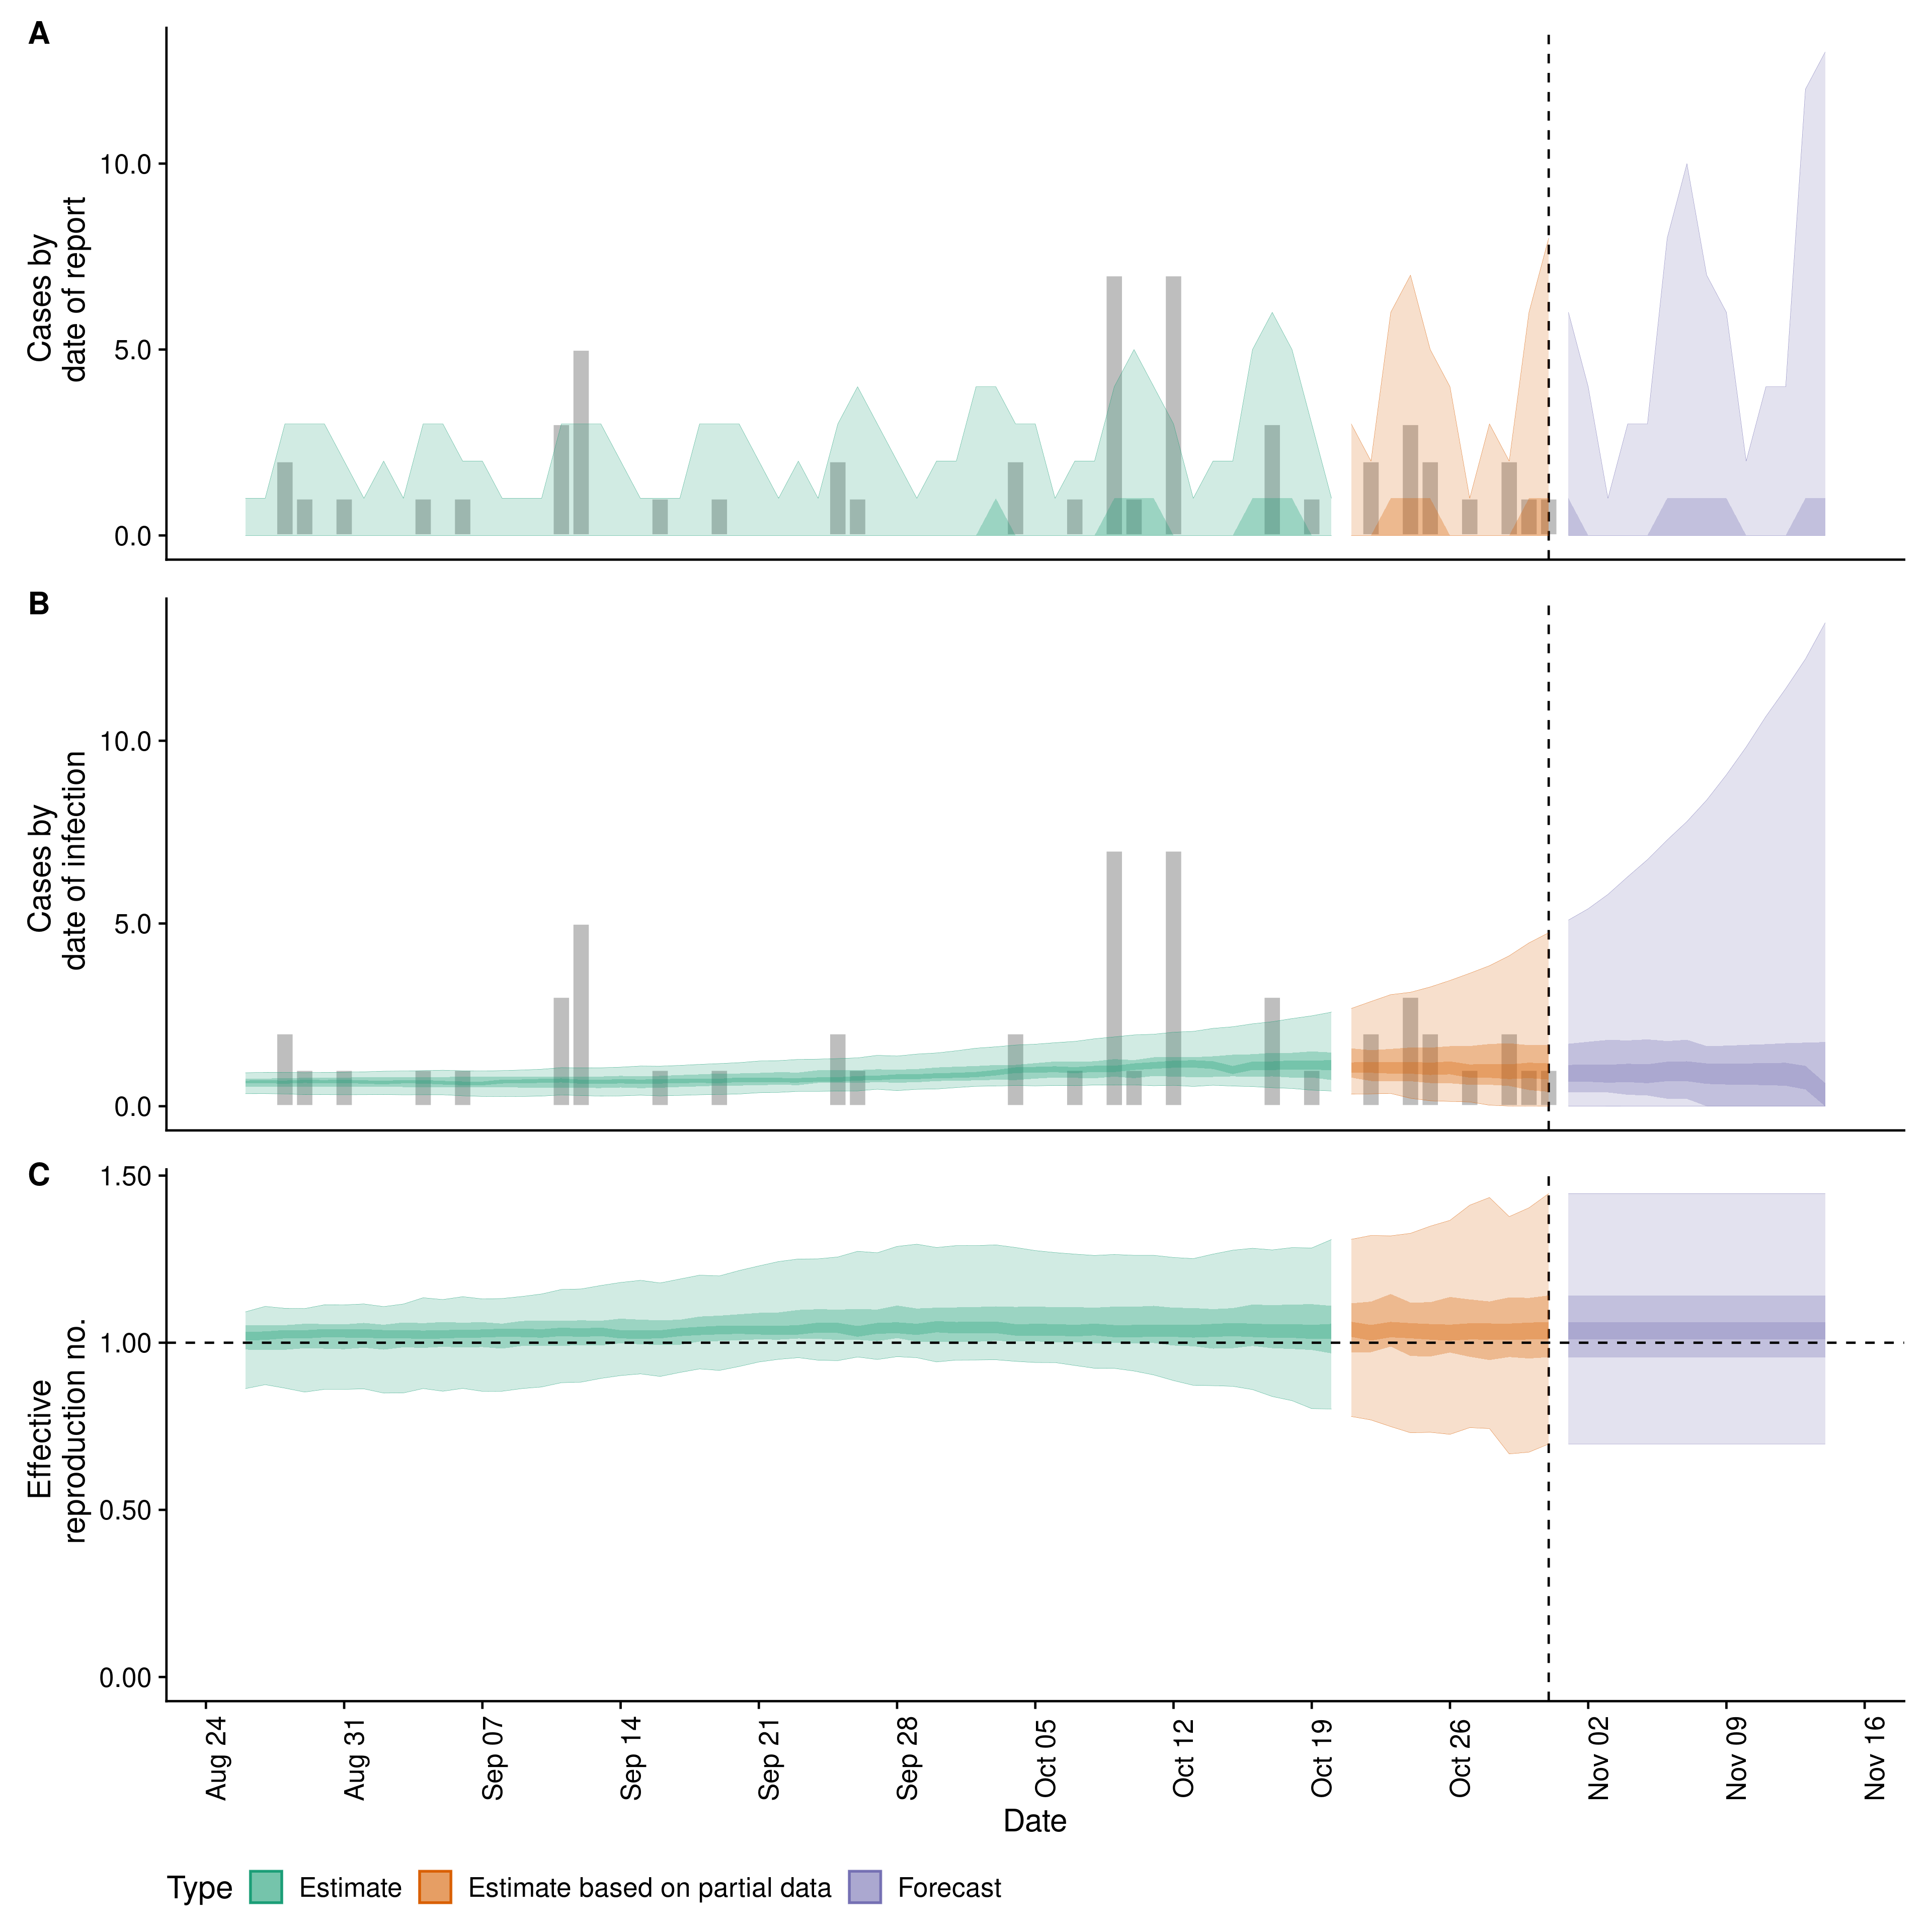 A
Cases by
date of report
10.0
5.0
0.0
B
Cases by
date of infection
10.0
5.0
0.0
C
Effective
reproduction no.
1.50
1.00
0.50
0.00
Aug 24
Aug 31
Sep 07
Sep 14
Sep 21
Sep 28
Oct 05
Oct 12
Oct 19
Oct 26
Nov 02
Nov 09
Nov 16
Date
Type Estimate Estimate based on partial data Forecast